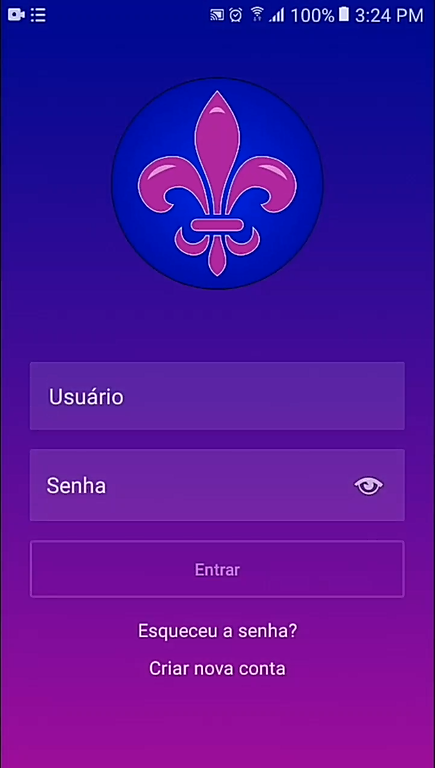 100% 3:24 PM
Usuário
Senha
Entrar
Esqueceu a senha?
Criar nova conta